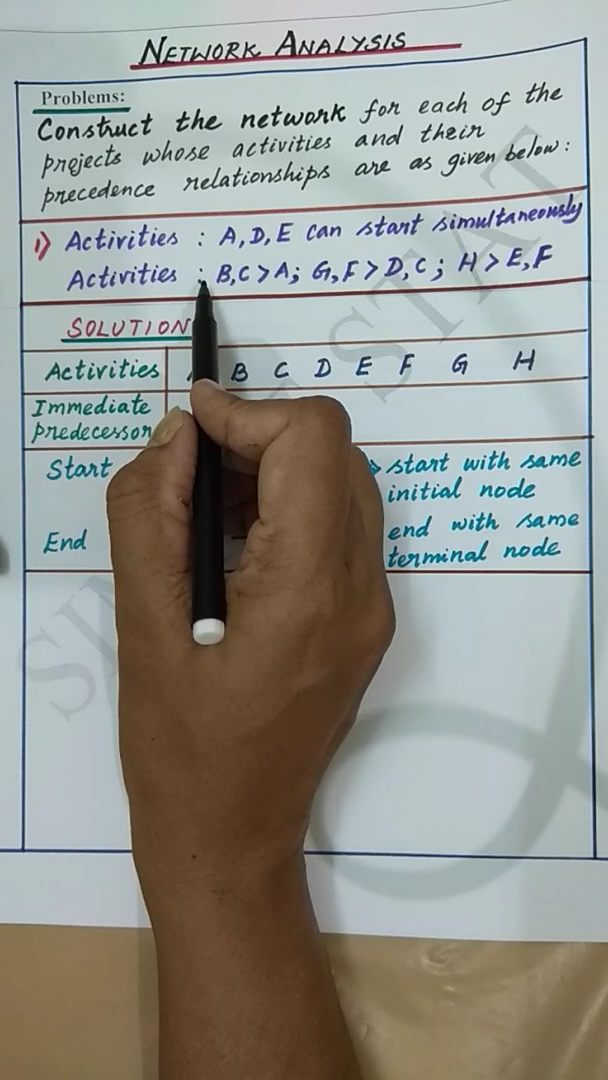 NETWORK ANALYSIS
Problems:
Construct the network for each of the
projects whose activities and their
precedence relationships are as given below:
1) Activities : A, D, E can start simultaneously
Activities : B, C > A; G, F > D, C; H > E, F
SOLUTION
Activities B C D E F G H
Immediate
predecessor
Start start with same
initial node
End end with same
terminal node